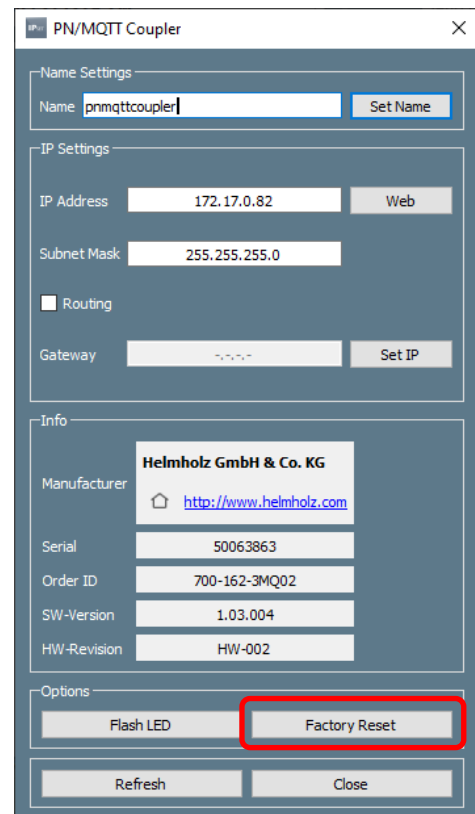 PN/MQTT Coupler
Name Settings
Name pnmqttcoupler Set Name
IP Settings
IP Address 172.17.0.82 Web
Subnet Mask 255.255.255.0
Routing
Gateway -.-.-.- Set IP
Info
Manufacturer
Helmholz GmbH & Co. KG
http://www.helmholz.com
Serial 50063863
Order ID 700-162-3MQ02
SW-Version 1.03.004
HW-Revision HW-002
Options
Flash LED Factory Reset
Refresh Close